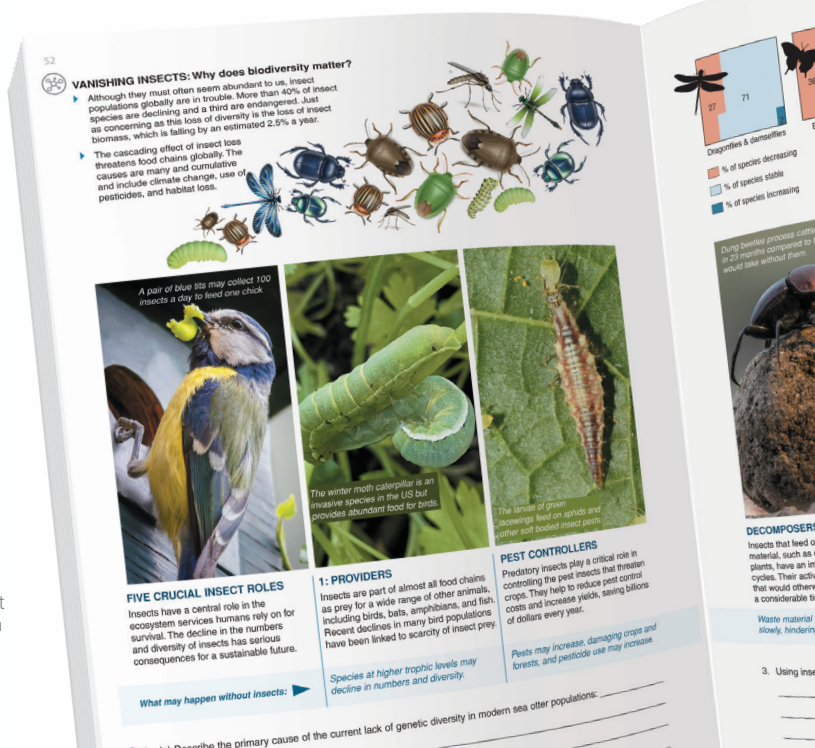 52
VANISHING INSECTS: Why does biodiversity matter?
Although they must often seem abundant to us, insect
populations globally are in trouble. More than 40% of insect
species are declining and a third are endangered. Just
as concerning as this loss of diversity is the loss of insect
biomass, which is falling by an estimated 2.5% a year.
The cascading effect of insect loss
threatens food chains globally. The
causes are many and cumulative
and include climate change, use of
pesticides, and habitat loss.
A pair of blue tits may collect 100
insects a day to feed one chick
The winter moth caterpillar is an
invasive species in the US but
provides abundant food for birds.
The larvae of green
lacewings feed on aphids and
other soft bodied insect pests
FIVE CRUCIAL INSECT ROLES
Insects have a central role in the
ecosystem services humans rely on for
survival. The decline in the numbers
and diversity of insects has serious
consequences for a sustainable future.
What may happen without insects:
1: PROVIDERS
Insects are part of almost all food chains
as prey for a wide range of other animals,
including birds, bats, amphibians, and fish.
Recent declines in many bird populations
have been linked to scarcity of insect prey.
Species at higher trophic levels may
decline in numbers and diversity.
PEST CONTROLLERS
Predatory insects play a critical role in
controlling the pest insects that threaten
crops. They help to reduce pest control
costs and increase yields, saving billions
of dollars every year.
Pests may increase, damaging crops and
forests, and pesticide use may increase.
Describe the primary cause of the current lack of genetic diversity in modern sea otter populations:
27
71
2
Dragonflies & damselflies
% of species decreasing
% of species stable
% of species increasing
Dung beetles process cattle
in 23 months compared to
would take without them.
DECOMPOSERS
Insects that feed
material, such as
plants, have an
cycles. Their
that would
a considerable
Waste material
slowly,
3. Using